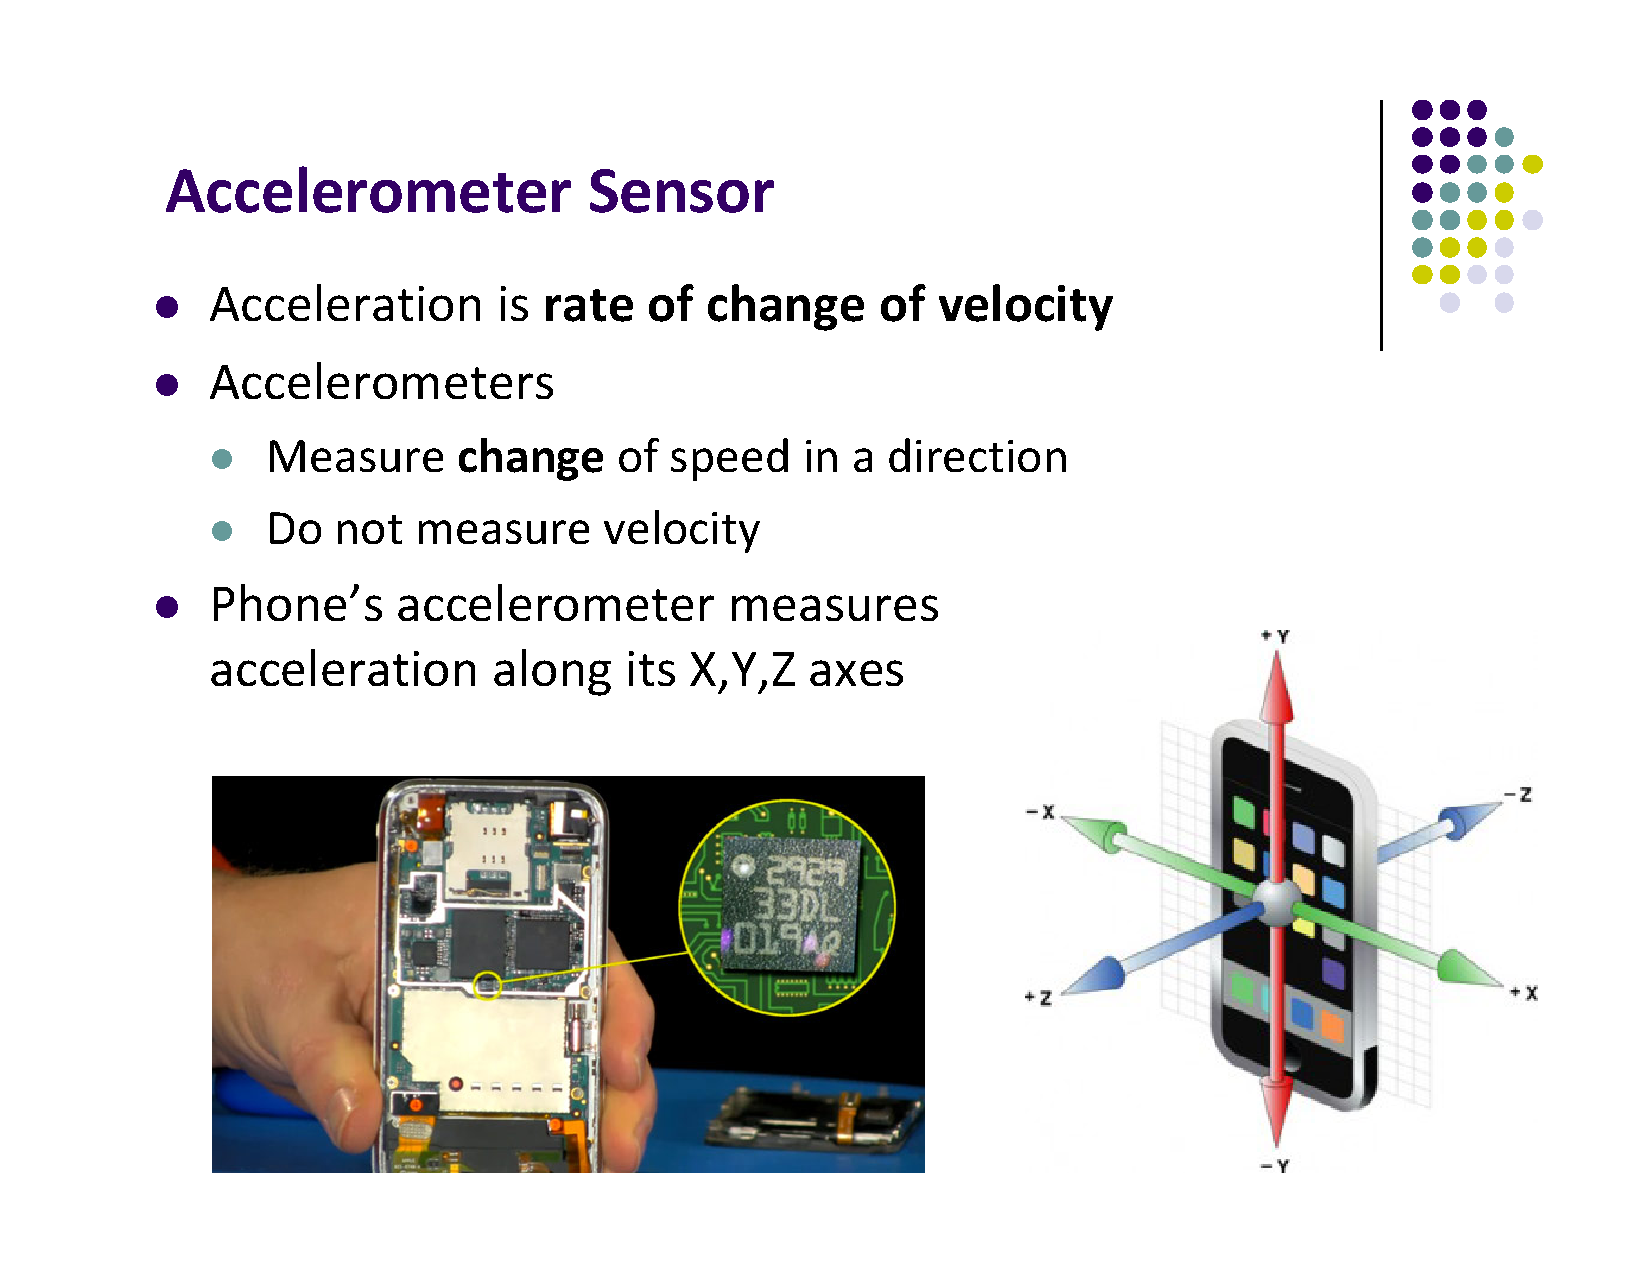 Accelerometer Sensor
Acceleration is rate of change of velocity
Accelerometers
Measure change of speed in a direction
Do not measure velocity
Phone’s accelerometer measures
acceleration along its X,Y,Z axes
+Y
-X
-Z
+Z
+X
-Y
2929
33DL